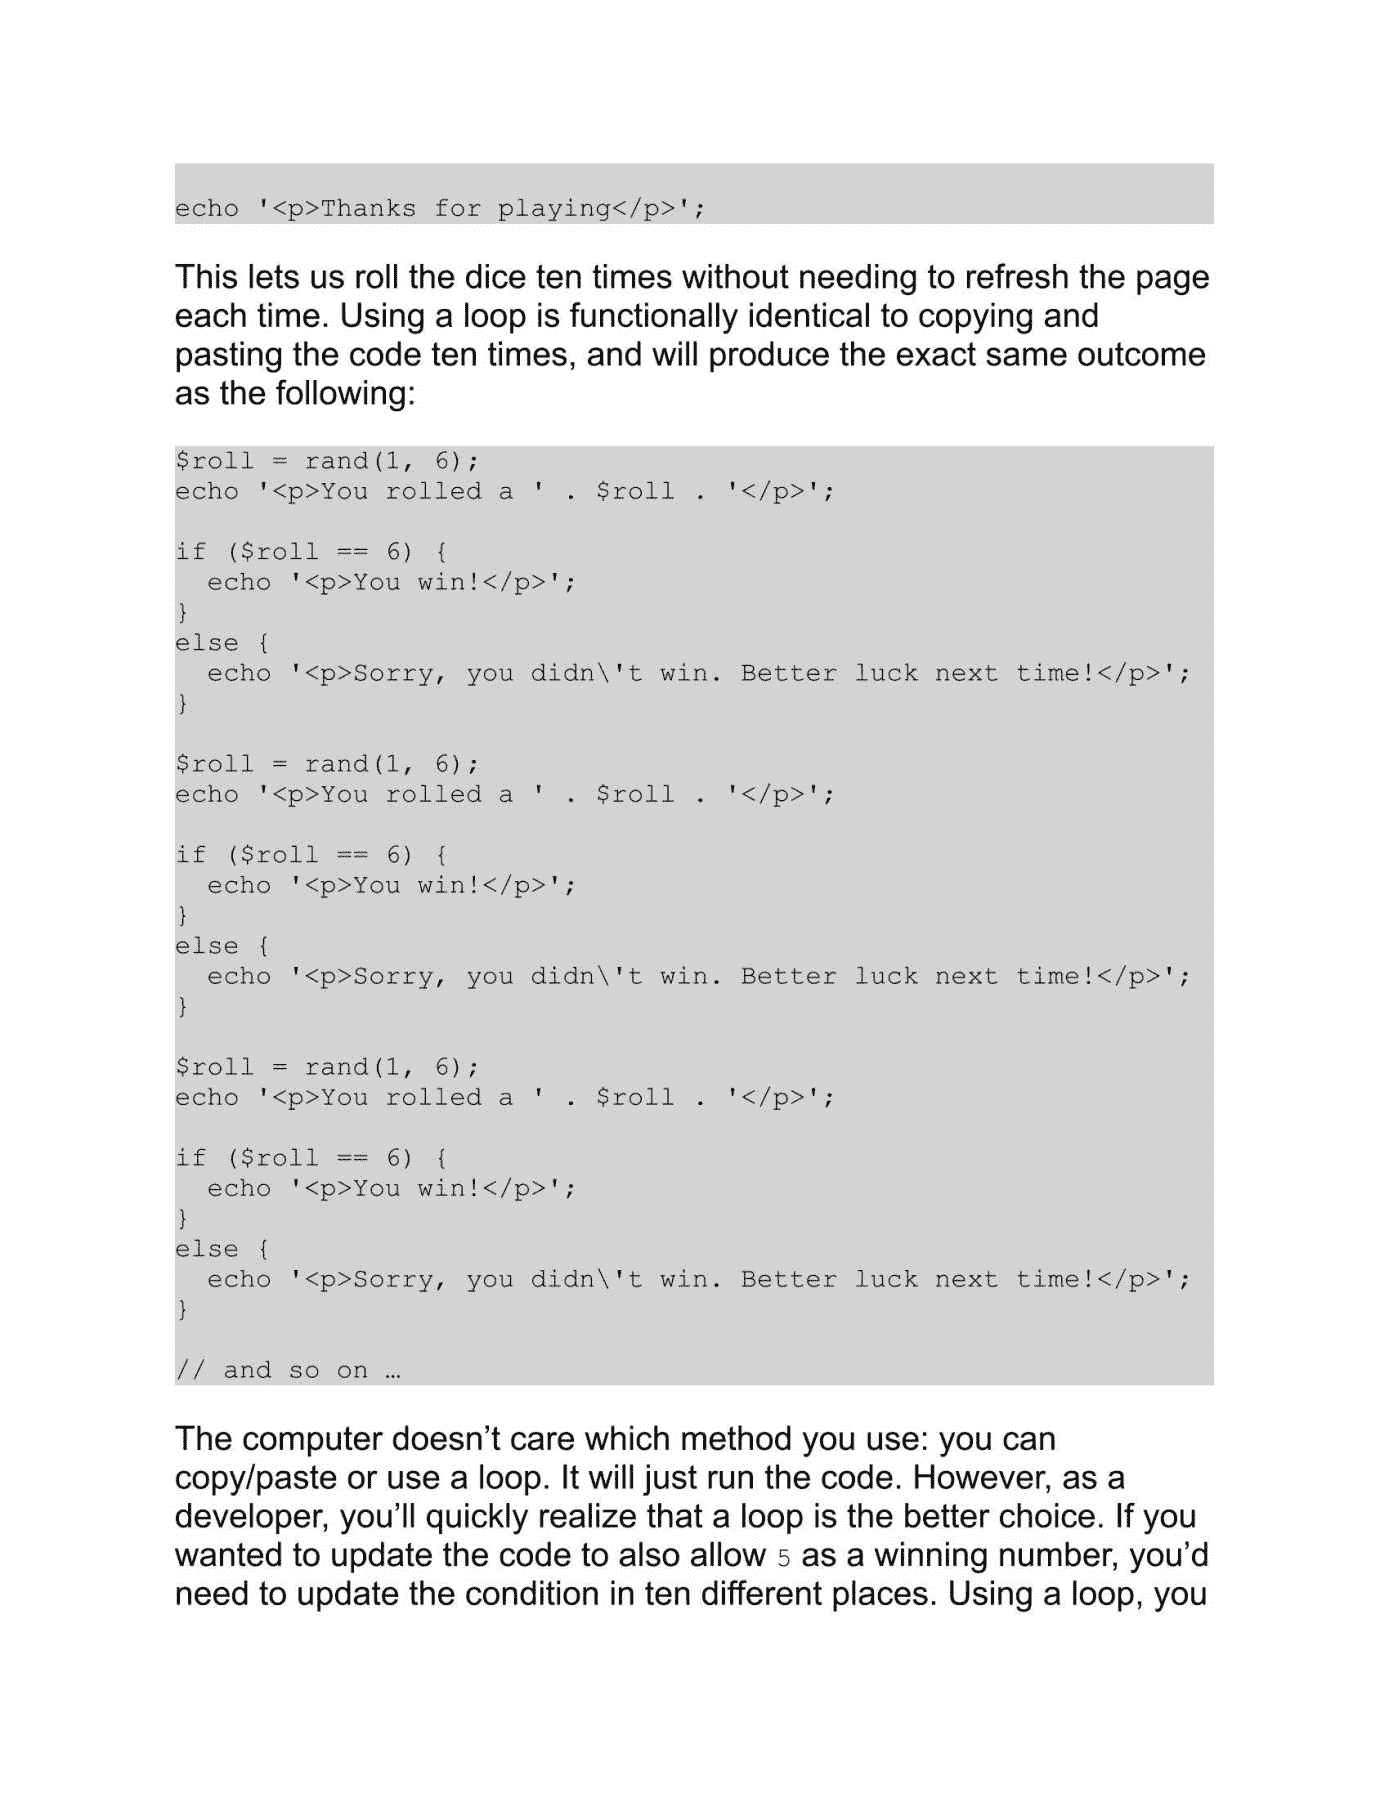 echo '<p>Thanks for playing</p>';
This lets us roll the dice ten times without needing to refresh the page
each time. Using a loop is functionally identical to copying and
pasting the code ten times, and will produce the exact same outcome
as the following:
$roll = rand(1, 6);
echo '<p>You rolled a ' . $roll . '</p>';
if ($roll == 6) {
  echo '<p>You win!</p>';
}
else {
  echo '<p>Sorry, you didn\'t win. Better luck next time!</p>';
}
$roll = rand(1, 6);
echo '<p>You rolled a ' . $roll . '</p>';
if ($roll == 6) {
  echo '<p>You win!</p>';
}
else {
  echo '<p>Sorry, you didn\'t win. Better luck next time!</p>';
}
$roll = rand(1, 6);
echo '<p>You rolled a ' . $roll . '</p>';
if ($roll == 6) {
  echo '<p>You win!</p>';
}
else {
  echo '<p>Sorry, you didn\'t win. Better luck next time!</p>';
}
// and so on …
The computer doesn’t care which method you use: you can
copy/paste or use a loop. It will just run the code. However, as a
developer, you’ll quickly realize that a loop is the better choice. If you
wanted to update the code to also allow 5 as a winning number, you’d
need to update the condition in ten different places. Using a loop, you